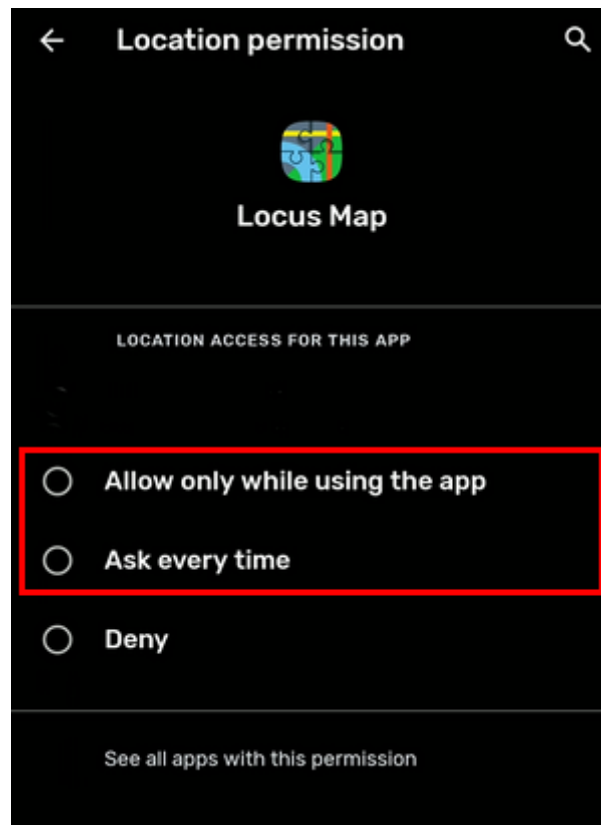 Location permission
Locus Map
LOCATION ACCESS FOR THIS APP
Allow only while using the app
Ask every time
Deny
See all apps with this permission